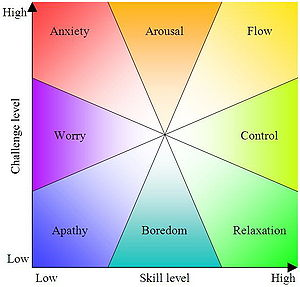 High
Anxiety
Arousal
Flow
Challenge level
Worry
Control
Apathy
Boredom
Relaxation
Low
Low
Skill level
High